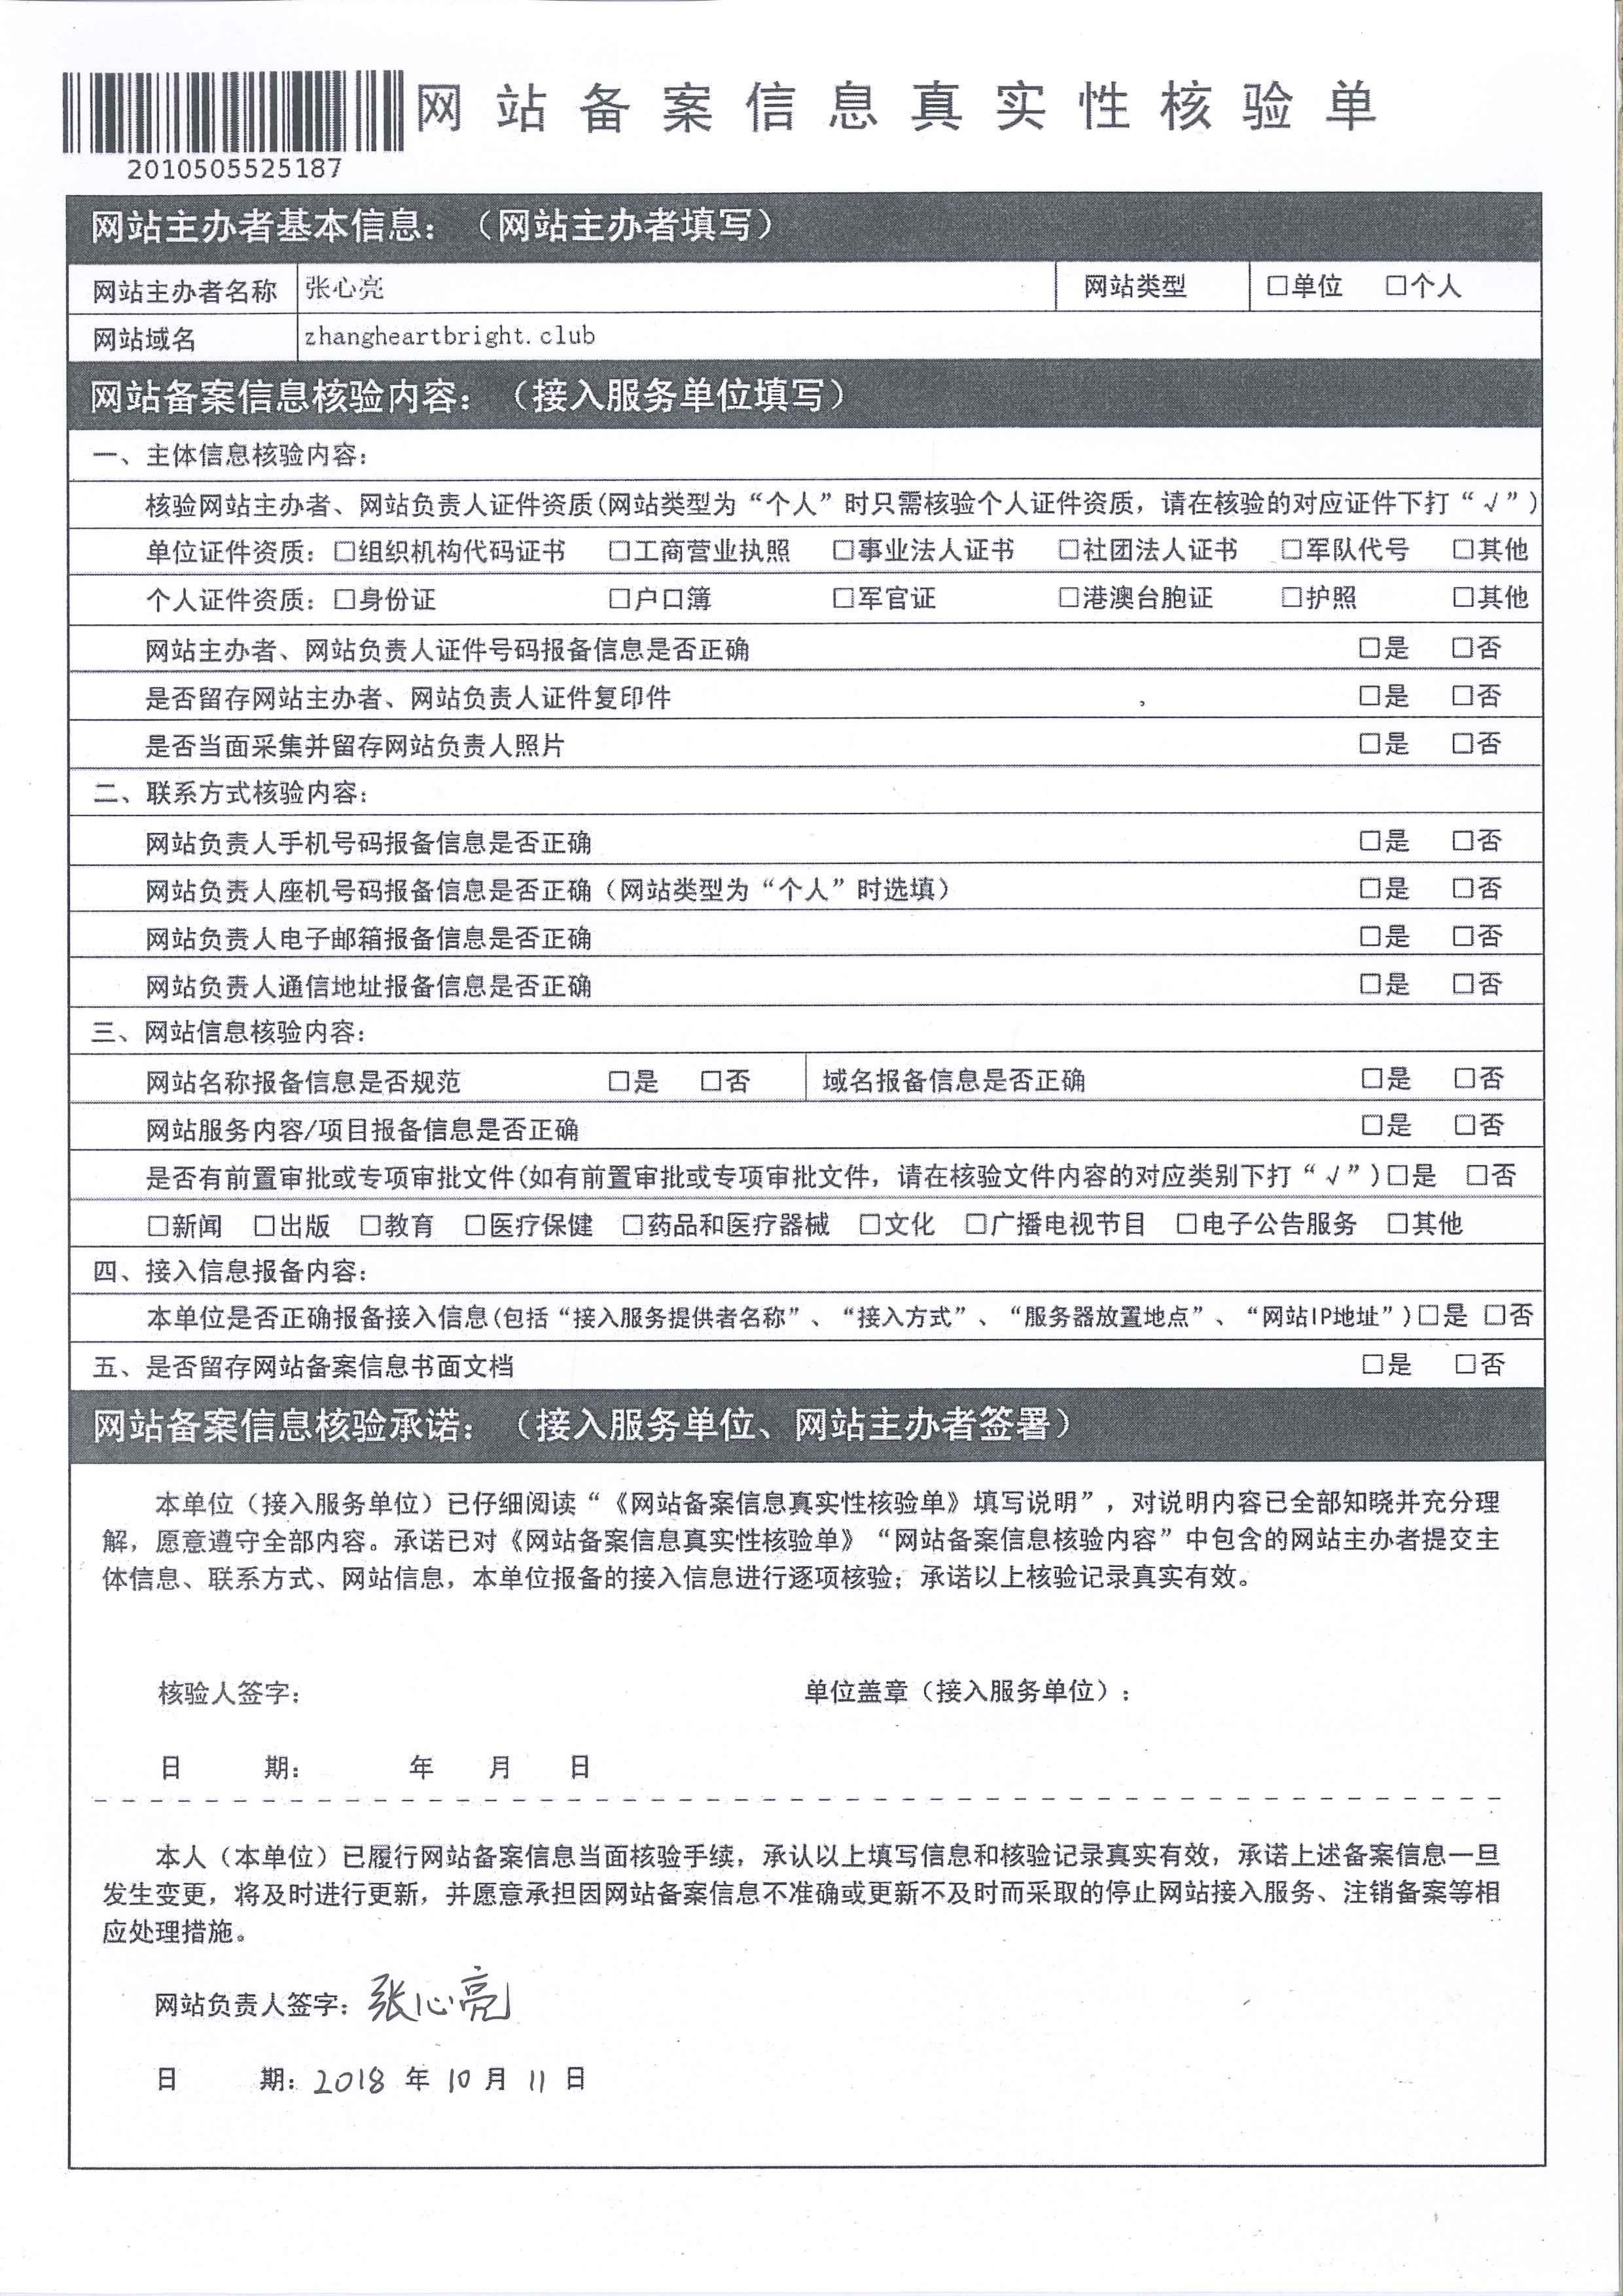 网站备案信息真实性核验单
2010505525187
网站主办者基本信息：（网站主办者填写）
网站主办者名称 张心亮 网站类型 □单位 □个人
网站域名 zhangheartbright.club
网站备案信息核验内容：（接入服务单位填写）
一、主体信息核验内容：
核验网站主办者、网站负责人证件资质(网站类型为“个人”时只需核验个人证件资质，请在核验的对应证件下打“√”)
单位证件资质：□组织机构代码证书 □工商营业执照 □事业法人证书 □社团法人证书 □军队代号 □其他
个人证件资质：□身份证 □户口簿 □军官证 □港澳台胞证 □护照 □其他
网站主办者、网站负责人证件号码报备信息是否正确 □是 □否
是否留存网站主办者、网站负责人证件复印件 □是 □否
是否当面采集并留存网站负责人照片 □是 □否
二、联系方式核验内容：
网站负责人手机号码报备信息是否正确 □是 □否
网站负责人座机号码报备信息是否正确（网站类型为“个人”时选填） □是 □否
网站负责人电子邮箱报备信息是否正确 □是 □否
网站负责人通信地址报备信息是否正确 □是 □否
三、网站信息核验内容：
网站名称报备信息是否规范 □是 □否 域名报备信息是否正确 □是 □否
网站服务内容/项目报备信息是否正确 □是 □否
是否有前置审批或专项审批文件(如有前置审批或专项审批文件，请在核验文件内容的对应类别下打“√”)□是 □否
□新闻 □出版 □教育 □医疗保健 □药品和医疗器械 □文化 □广播电视节目 □电子公告服务 □其他
四、接入信息报备内容：
本单位是否正确报备接入信息(包括“接入服务提供者名称”、“接入方式”、“服务器放置地点”、“网站IP地址”)□是 □否
五、是否留存网站备案信息书面文档 □是 □否
网站备案信息核验承诺：（接入服务单位、网站主办者签署）
本单位（接入服务单位）已仔细阅读“《网站备案信息真实性核验单》填写说明”，对说明内容已全部知晓并充分理
解，愿意遵守全部内容。承诺已对《网站备案信息真实性核验单》“网站备案信息核验内容”中包含的网站主办者提交主
体信息、联系方式、网站信息，本单位报备的接入信息进行逐项核验；承诺以上核验记录真实有效。
核验人签字： 单位盖章（接入服务单位）：
日 期： 年 月 日
本人（本单位）已履行网站备案信息当面核验手续，承认以上填写信息和核验记录真实有效，承诺上述备案信息一旦
发生变更，将及时进行更新，并愿意承担因网站备案信息不准确或更新不及时而采取的停止网站接入服务、注销备案等相
应处理措施。
网站负责人签字：张心亮
日 期：2018 年 10 月 11 日